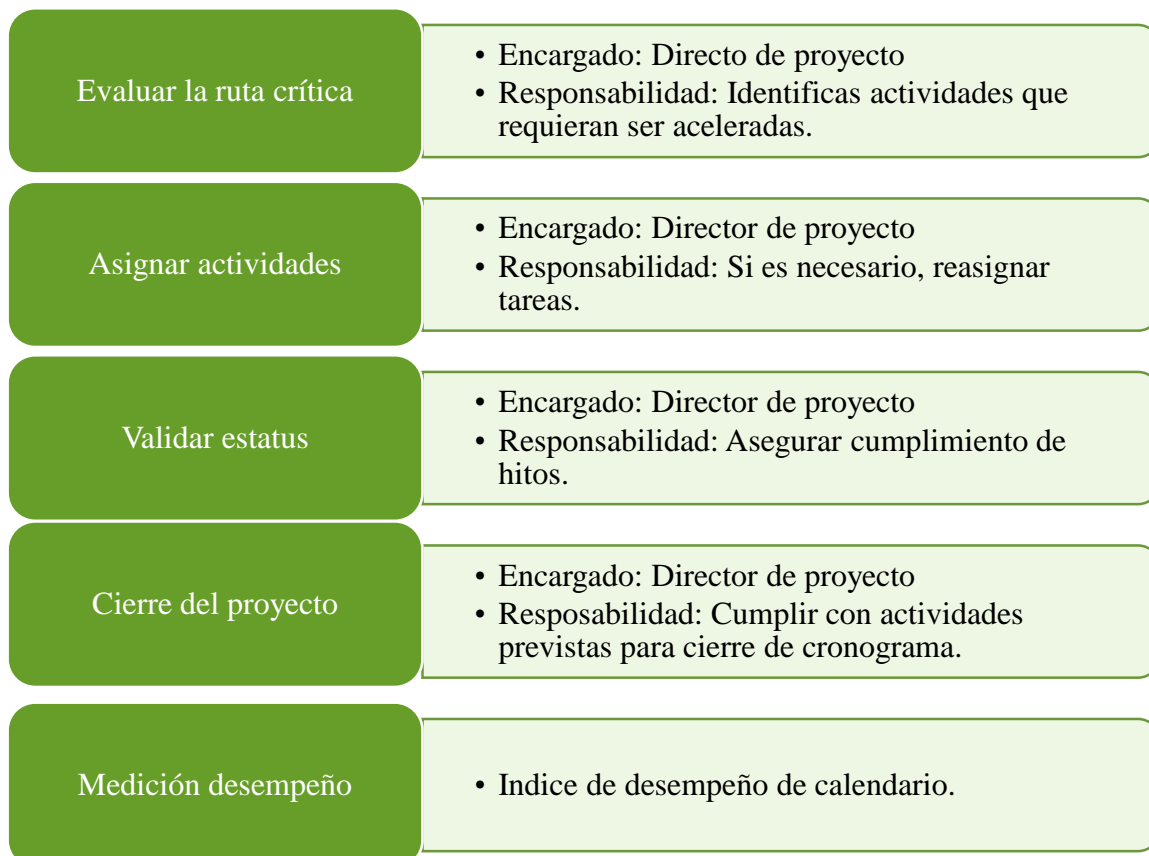 Evaluar la ruta crítica
• Encargado: Directo de proyecto
• Responsabilidad: Identificas actividades que
requieran ser aceleradas.
Asignar actividades
• Encargado: Director de proyecto
• Responsabilidad: Si es necesario, reasignar
tareas.
Validar estatus
• Encargado: Director de proyecto
• Responsabilidad: Asegurar cumplimiento de
hitos.
Cierre del proyecto
• Encargado: Director de proyecto
• Resposabilidad: Cumplir con actividades
previstas para cierre de cronograma.
Medición desempeño
• Indice de desempeño de calendario.